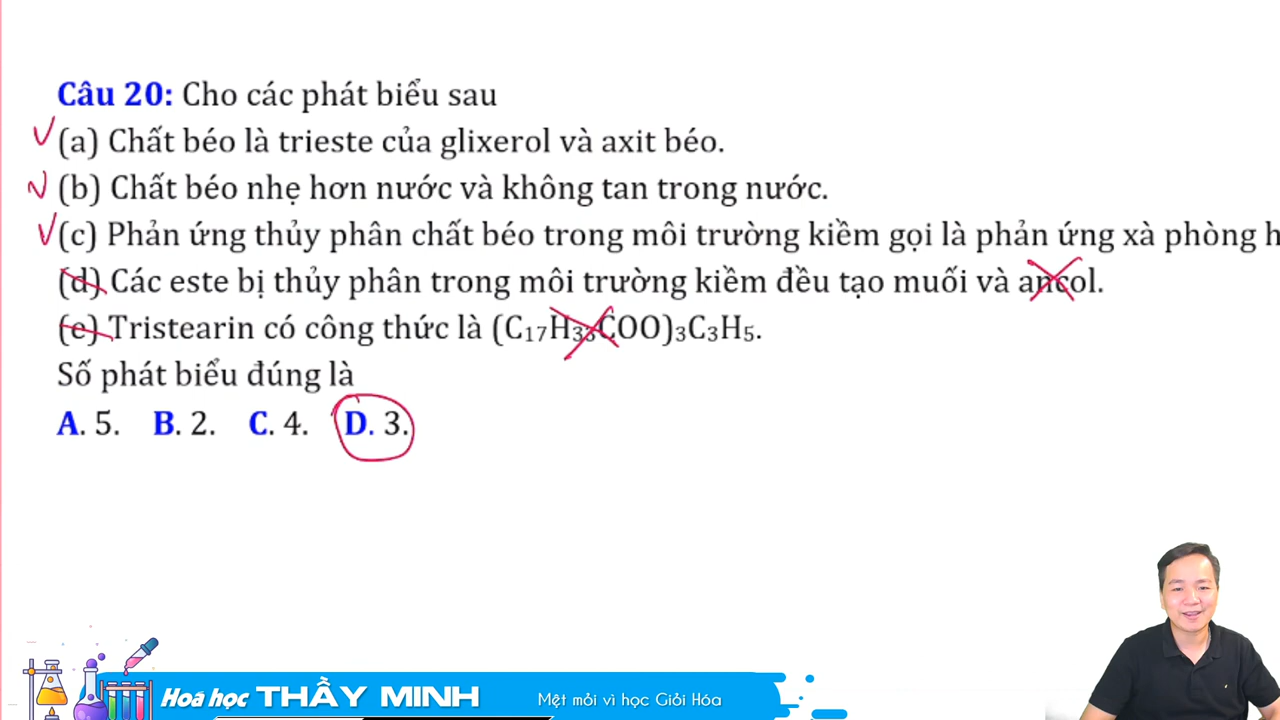 Câu 20: Cho các phát biểu sau
(a) Chất béo là trieste của glixerol và axit béo.
(b) Chất béo nhẹ hơn nước và không tan trong nước.
(c) Phản ứng thủy phân chất béo trong môi trường kiềm gọi là phản ứng xà phòng h
(d) Các este bị thủy phân trong môi trường kiềm đều tạo muối và ancol.
(e) Tristearin có công thức là (C₁₇H₃₃COO)₃C₃H₅.
Số phát biểu đúng là
A. 5. B. 2. C. 4. D. 3.
Hoá học THẦY MINH Mệt mỏi vì học Giỏi Hóa